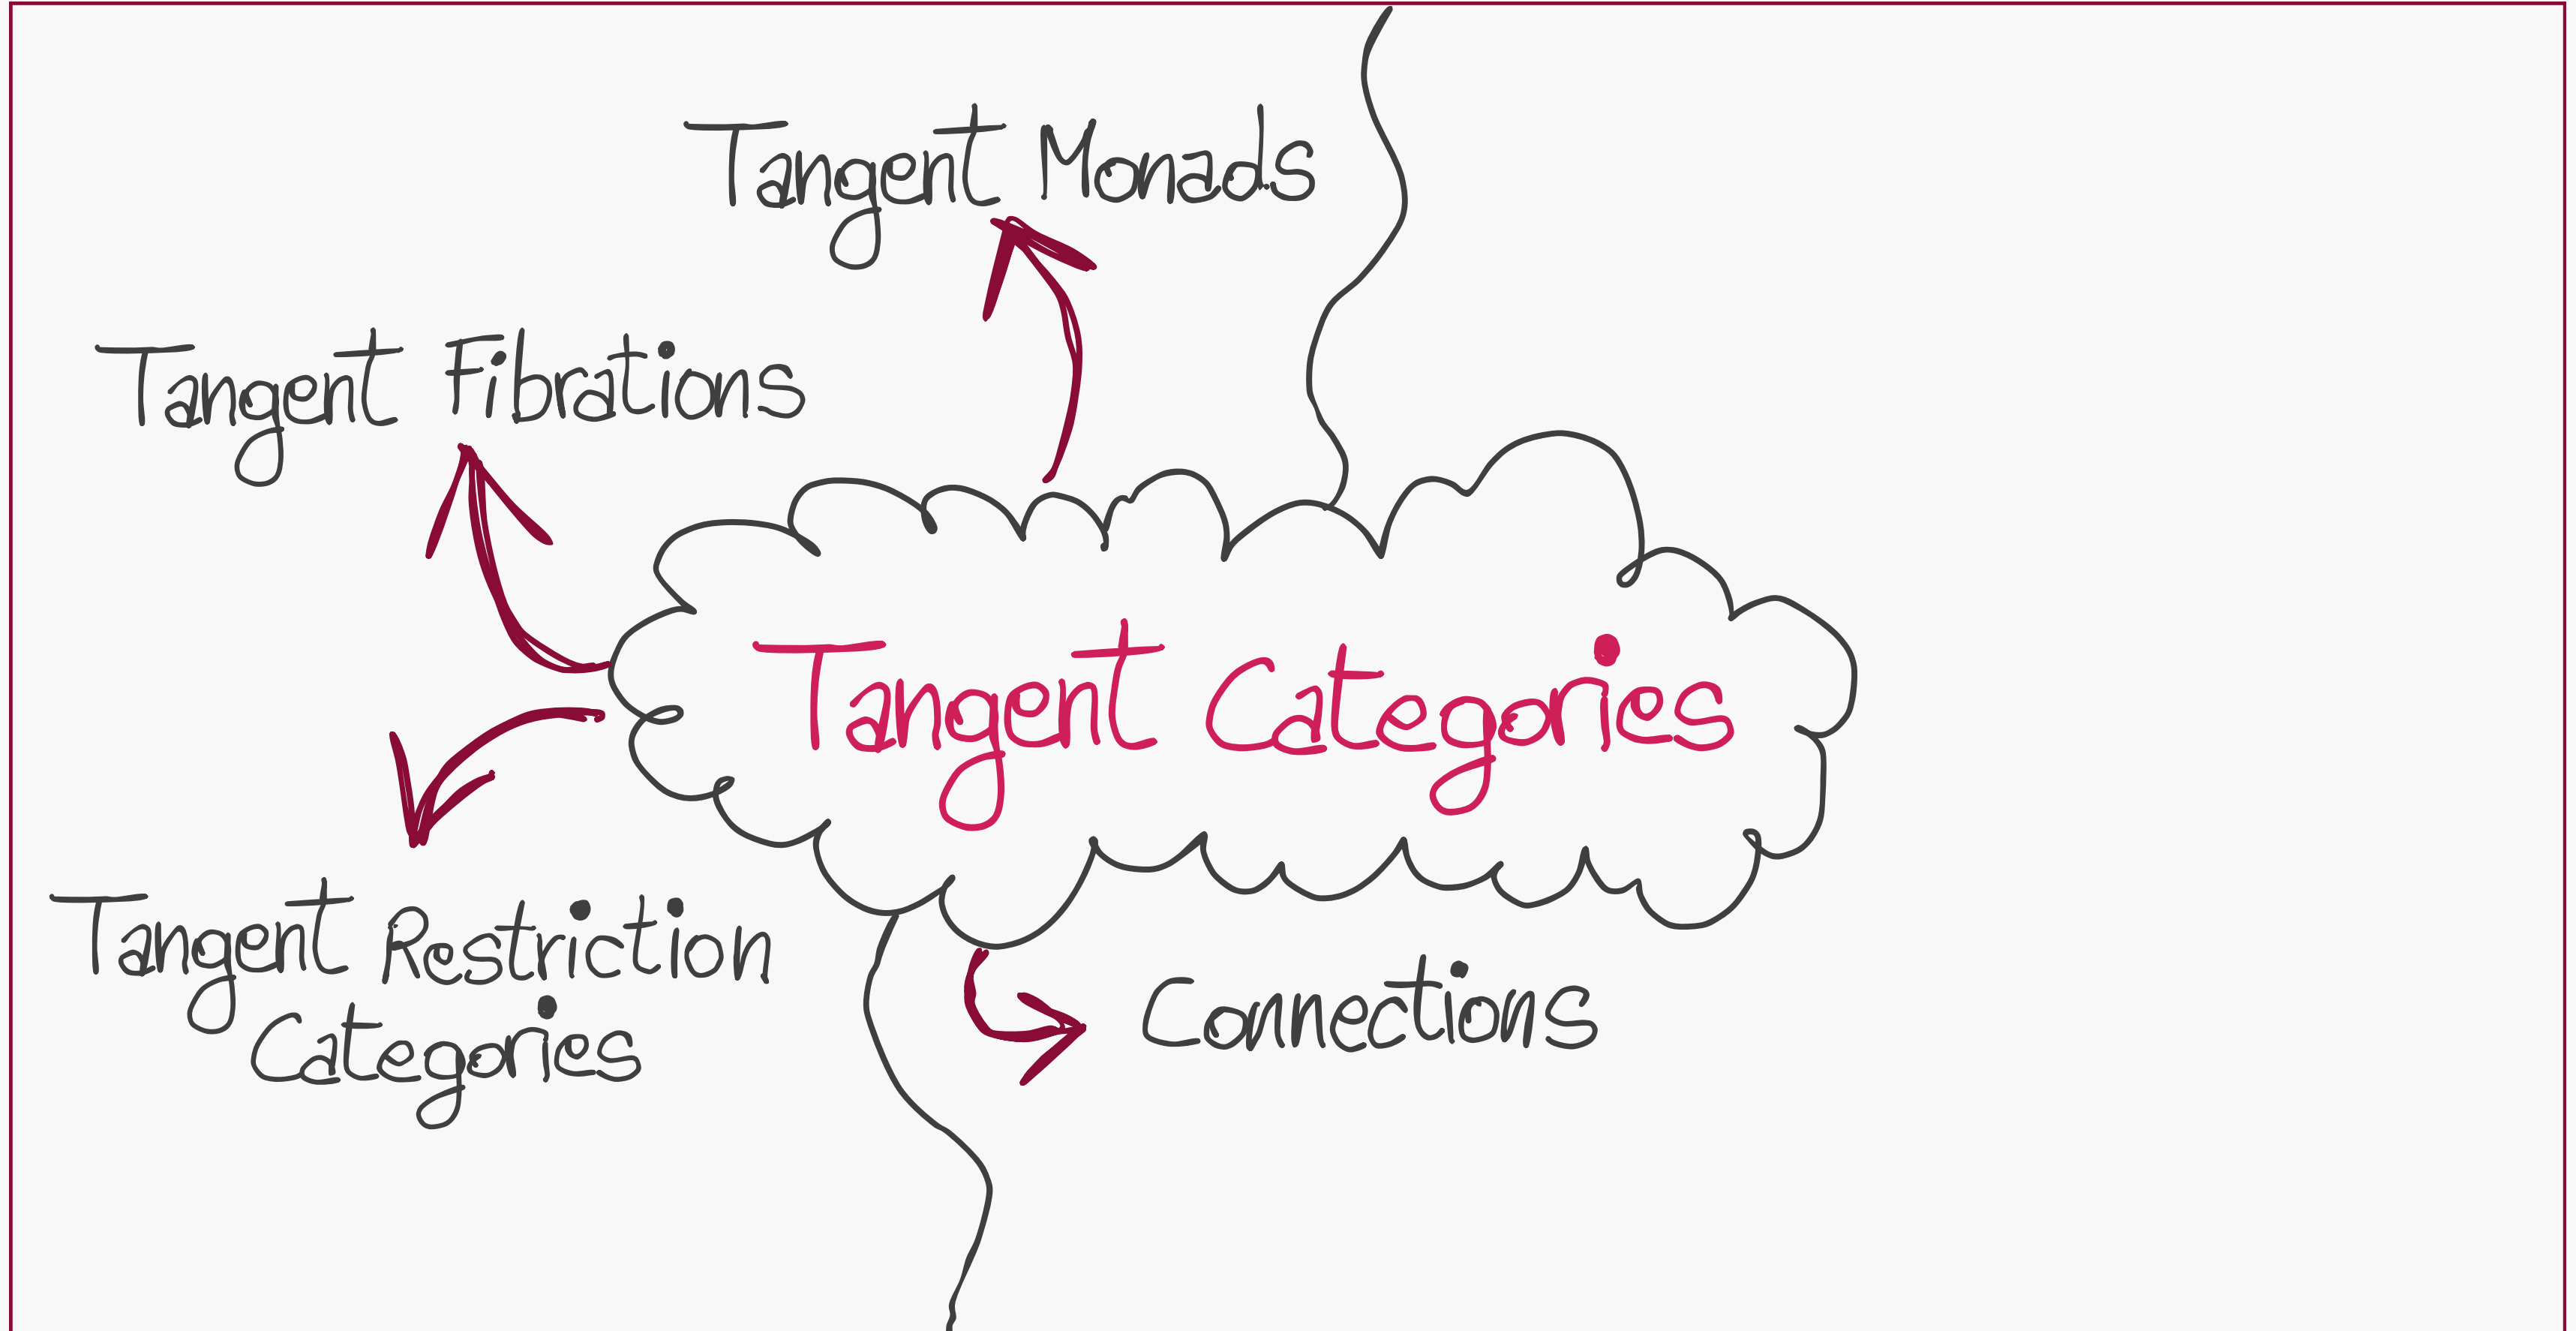 Tangent Monads
Tangent Fibrations
Tangent Categories
Tangent Restriction
Categories
Connections